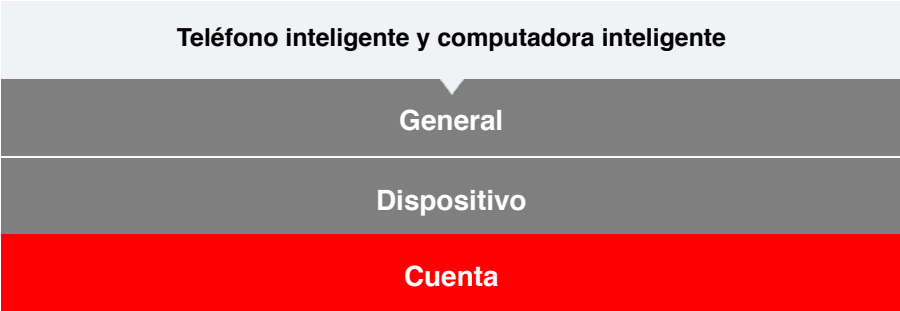 Teléfono inteligente y computadora inteligente
General
Dispositivo
Cuenta